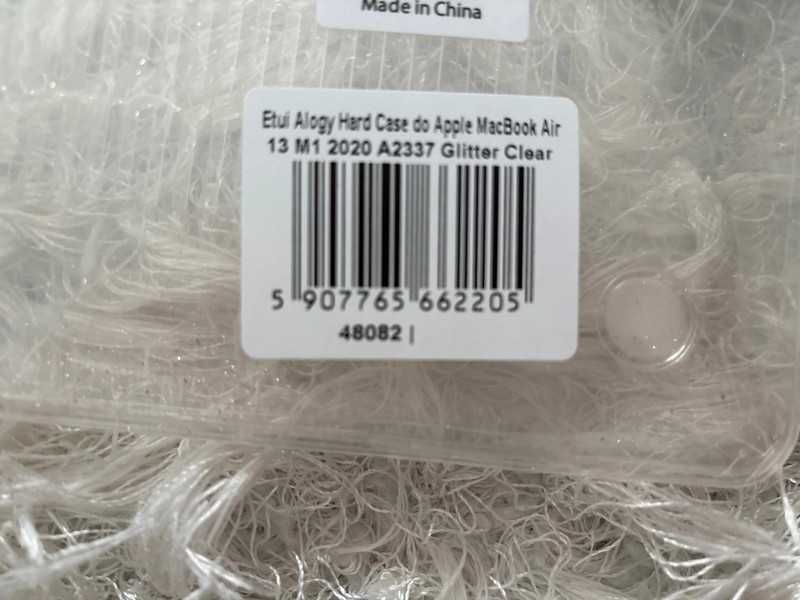 Made in China
Etui Alogy Hard Case do Apple MacBook Air
13 M1 2020 A2337 Glitter Clear
5 907765 662205
48082 |